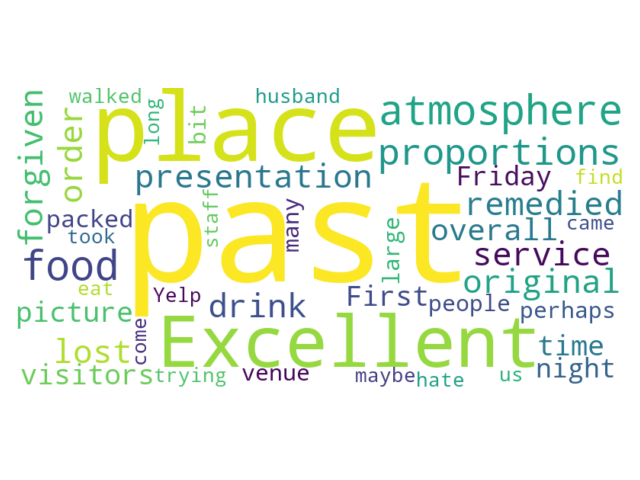 walked
husband
long
bit
place
atmosphere
forgiven
order
proportions
presentation
Friday
find
past
remedied
packed
took
staff
many
large
overall
came
service
food
original
eat
Yelp
drink
First
people
perhaps
picture
Excellent
lost
come
time
visitors
trying
venue
maybe
hate
us
night